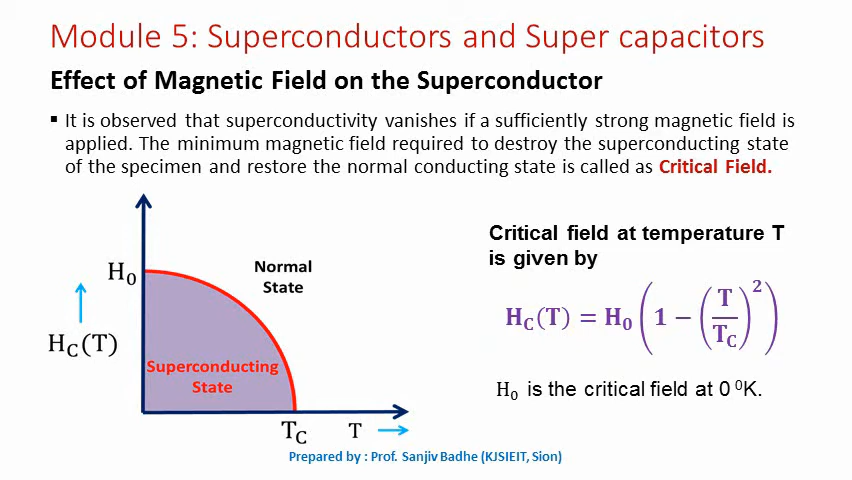 Module 5: Superconductors and Super capacitors
Effect of Magnetic Field on the Superconductor
▪ It is observed that superconductivity vanishes if a sufficiently strong magnetic field is
applied. The minimum magnetic field required to destroy the superconducting state
of the specimen and restore the normal conducting state is called as Critical Field.
H₀
H_C(T)
Normal
State
Superconducting
State
T_C
T
Critical field at temperature T
is given by
H_C(T) = H₀ (1 − (T/T_C)²)
H₀ is the critical field at 0 ⁰K.
Prepared by : Prof. Sanjiv Badhe (KJSIEIT, Sion)